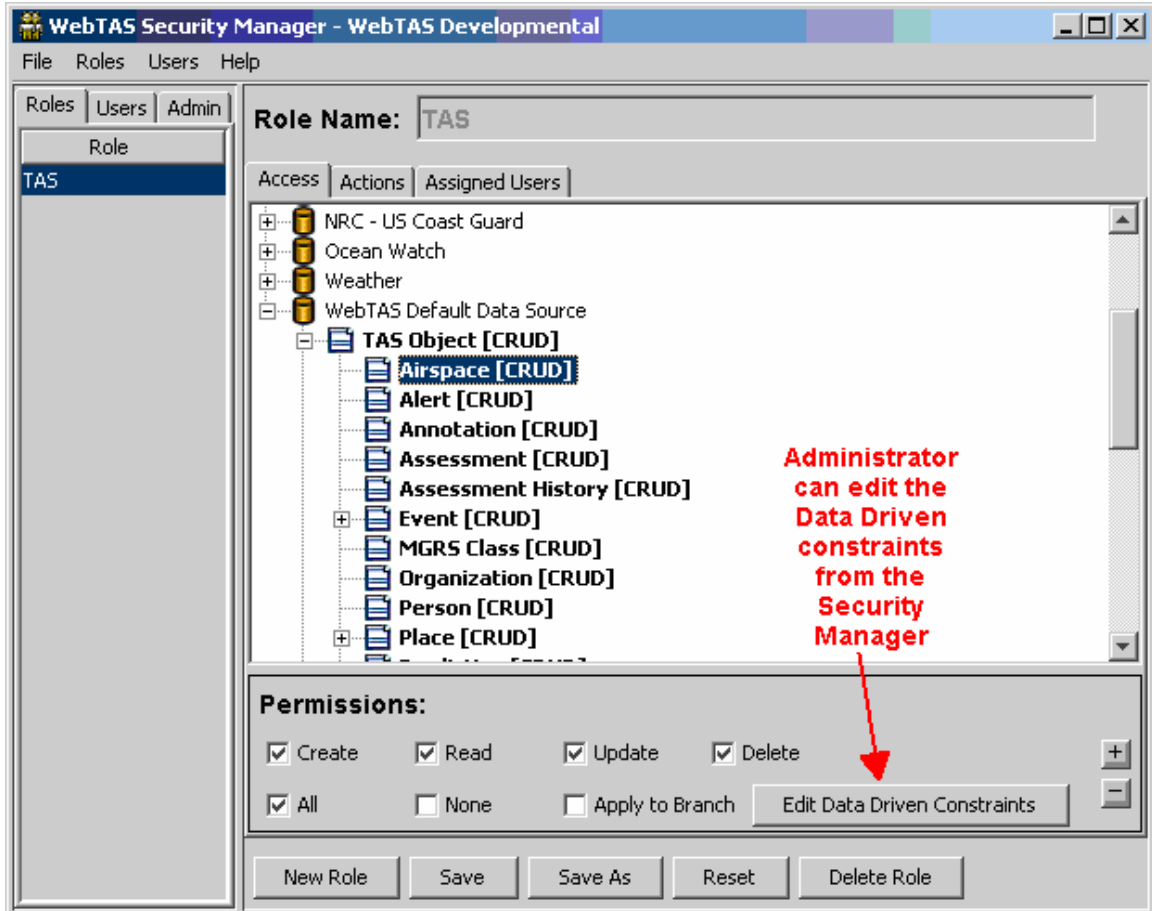 WebTAS Security Manager - WebTAS Developmental
File Roles Users Help
Roles Users Admin
Role
TAS
Role Name: TAS
Access Actions Assigned Users
NRC - US Coast Guard
Ocean Watch
Weather
WebTAS Default Data Source
TAS Object [CRUD]
Airspace [CRUD]
Alert [CRUD]
Annotation [CRUD]
Assessment [CRUD]
Assessment History [CRUD]
Event [CRUD]
MGRS Class [CRUD]
Organization [CRUD]
Person [CRUD]
Place [CRUD]
Administrator
can edit the
Data Driven
constraints
from the
Security
Manager
Permissions:
Create Read Update Delete
All None Apply to Branch Edit Data Driven Constraints
New Role Save Save As Reset Delete Role